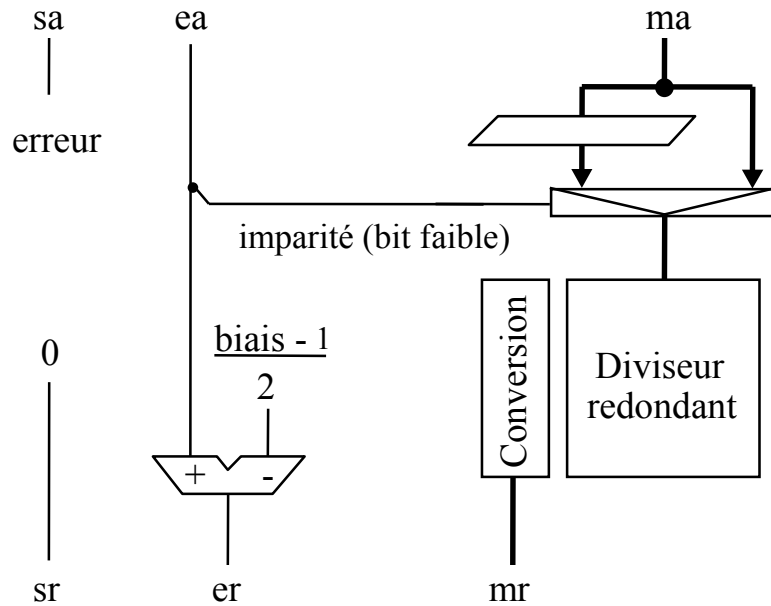 sa
ea
ma
erreur
imparité (bit faible)
0
biais - 1
2
Conversion
Diviseur
redondant
+ -
sr
er
mr